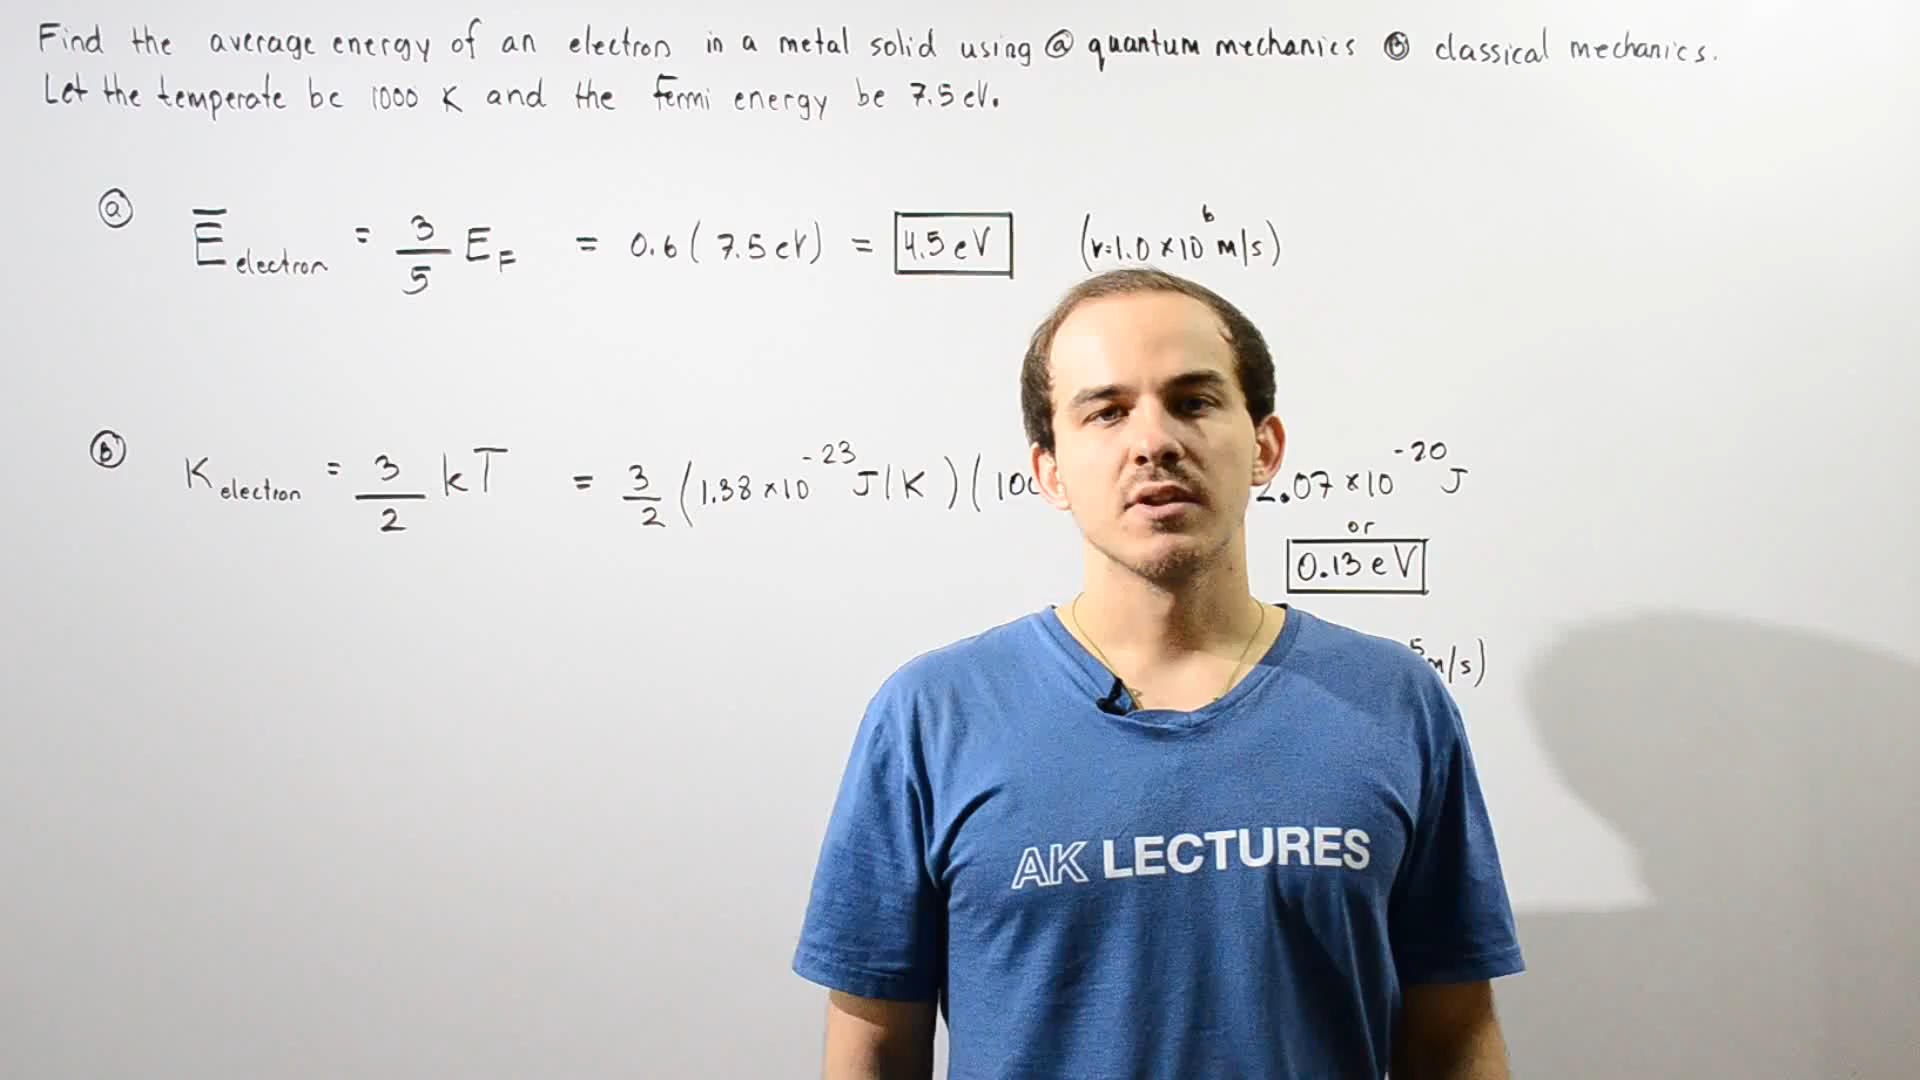 Find the average energy of an electron in a metal solid using ⓐ quantum mechanics ⓑ classical mechanics.
Let the temperate be 1000 K and the Fermi energy be 7.5 eV.
ⓐ Ē electron = 3/5 E_F = 0.6 (7.5 eV) = 4.5 eV (v=1.0 × 10^6 m/s)
ⓑ K electron = 3/2 kT = 3/2 (1.38 × 10^-23 J/K) (100 2.07 × 10^-20 J
or
0.13 eV
5 m/s)
AK LECTURES